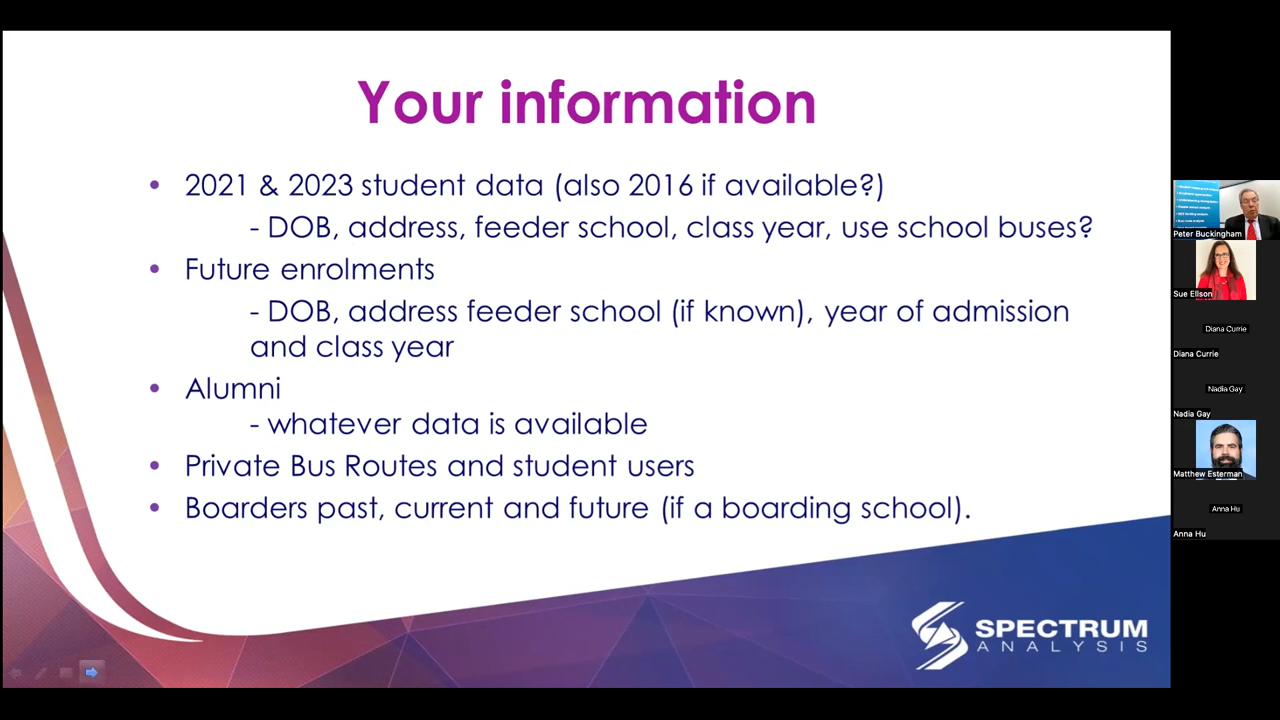 Your information
• 2021 & 2023 student data (also 2016 if available?)
- DOB, address, feeder school, class year, use school buses?
• Future enrolments
- DOB, address feeder school (if known), year of admission
and class year
• Alumni
- whatever data is available
• Private Bus Routes and student users
• Boarders past, current and future (if a boarding school).
SPECTRUM
ANALYSIS
Peter Buckingham
Sue Ellson
Diana Currie
Diana Currie
Nadia Gay
Nadia Gay
Matthew Esterman
Anna Hu
Anna Hu